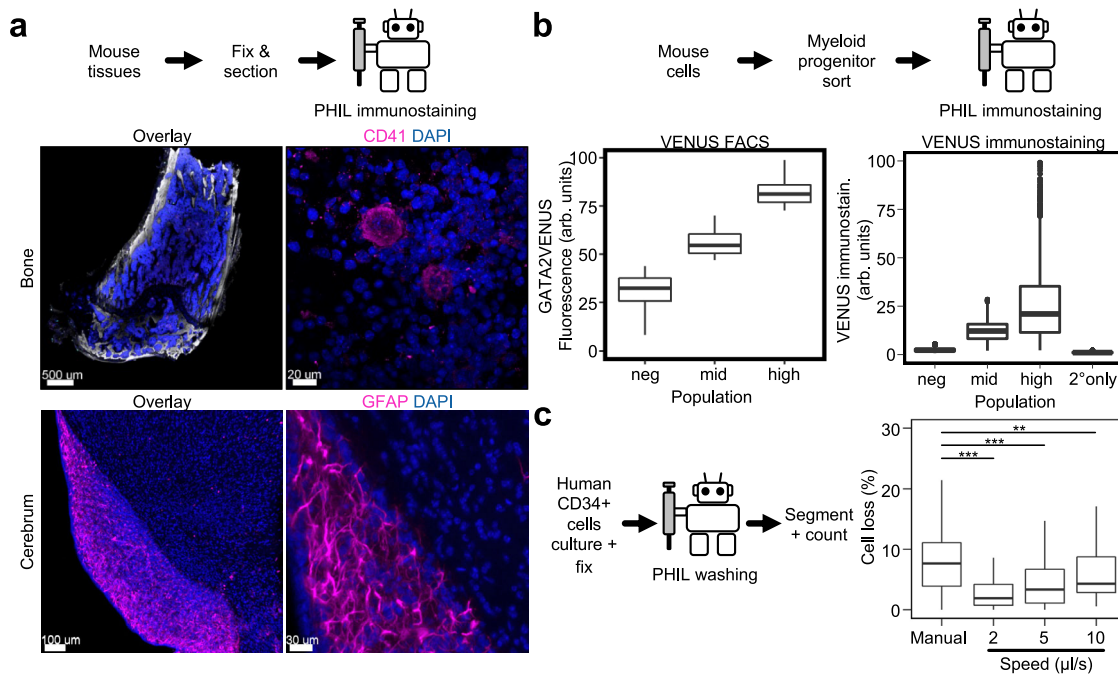 a
Mouse
tissues
Fix &
section
PHIL immunostaining
Overlay
CD41 DAPI
Bone
500 um
20 um
Overlay
GFAP DAPI
Cerebrum
100 um
30 um
b
Mouse
cells
Myeloid
progenitor
sort
PHIL immunostaining
VENUS FACS
GATA2VENUS
Fluorescence (arb. units)
100
75
50
25
0
neg
mid
high
Population
VENUS immunostaining
VENUS immunostain.
(arb. units)
100
75
50
25
0
neg
mid
high
2°only
Population
c
Human
CD34+
cells
culture +
fix
PHIL washing
Segment
+ count
Cell loss (%)
30
20
10
0
**
***
***
Manual
2
5
10
Speed (µl/s)